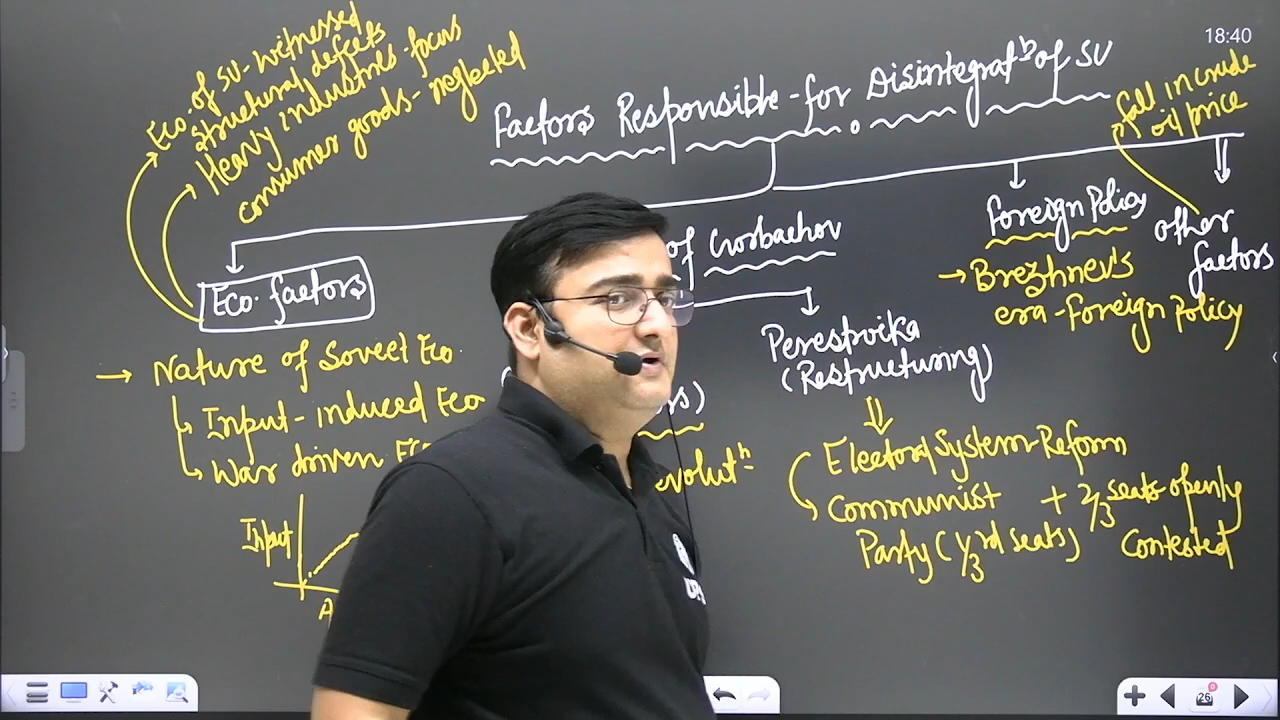 18:40
Eco. of SU - witnessed
structural defects
Heavy industries - focus
consumer goods - neglected
Factors Responsible - for Disintegratn of SU
fall in crude
oil price
Eco. factors
of Gorbachov
Foreign Policy
other
factors
→ Brezhnev's
era - Foreign Policy
Perestroika
(Restructuring)
→ Nature of Soviet Eco
Input - induced Eco
War driven
Electoral System - Reform
Communist + 2/3 seats openly
Party (1/3rd seats) contested
Input
A
26